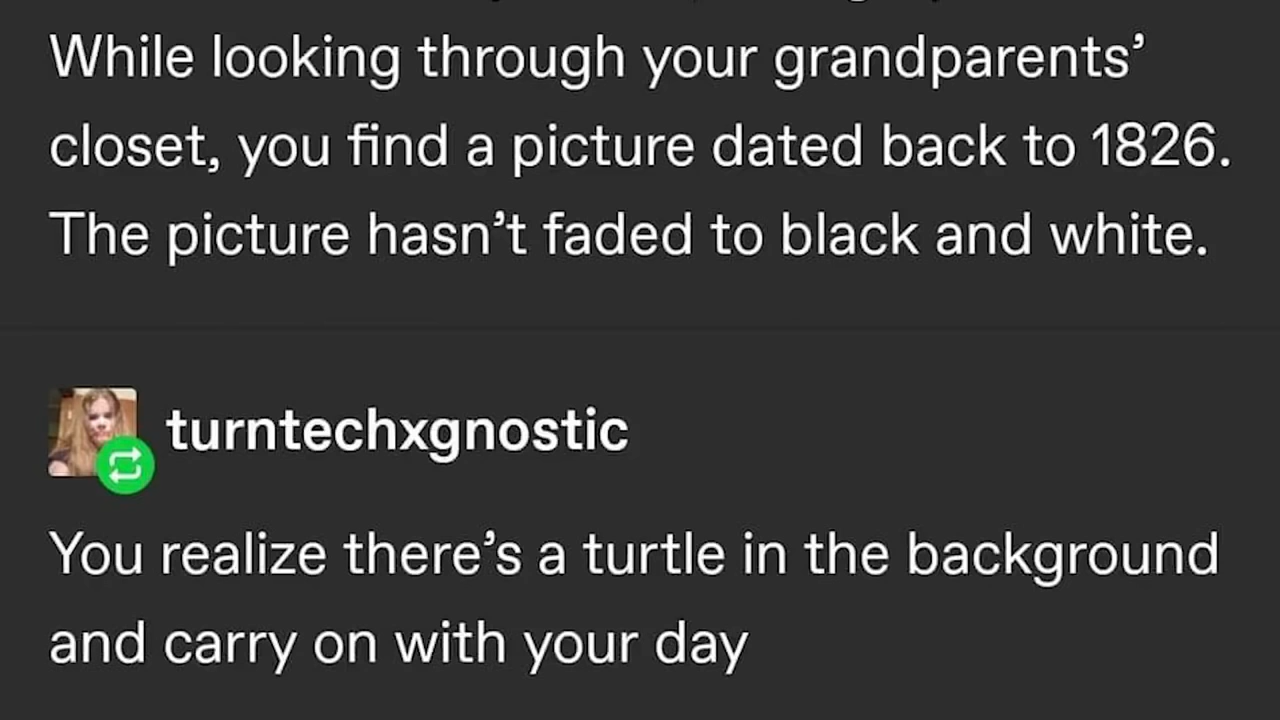 While looking through your grandparents’
closet, you find a picture dated back to 1826.
The picture hasn’t faded to black and white.
turntechxgnostic
You realize there’s a turtle in the background
and carry on with your day